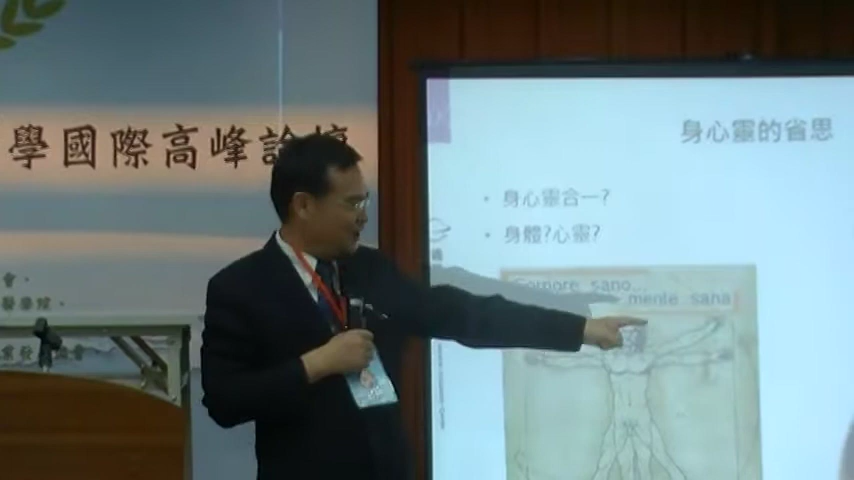 學國際高峰論壇
會、
身心靈的省思
• 身心靈合一?
• 身體?心靈?
Corpore sano...
mente sana